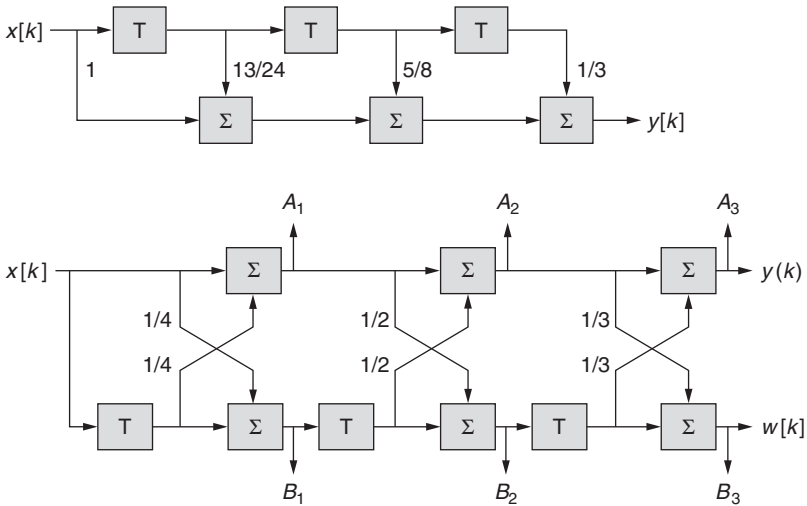 x[k] T T T
1 13/24 5/8 1/3
Σ Σ Σ y[k]
A1 A2 A3
x[k] Σ Σ Σ y(k)
1/4 1/2 1/3
1/4 1/2 1/3
T Σ T Σ T Σ w[k]
B1 B2 B3